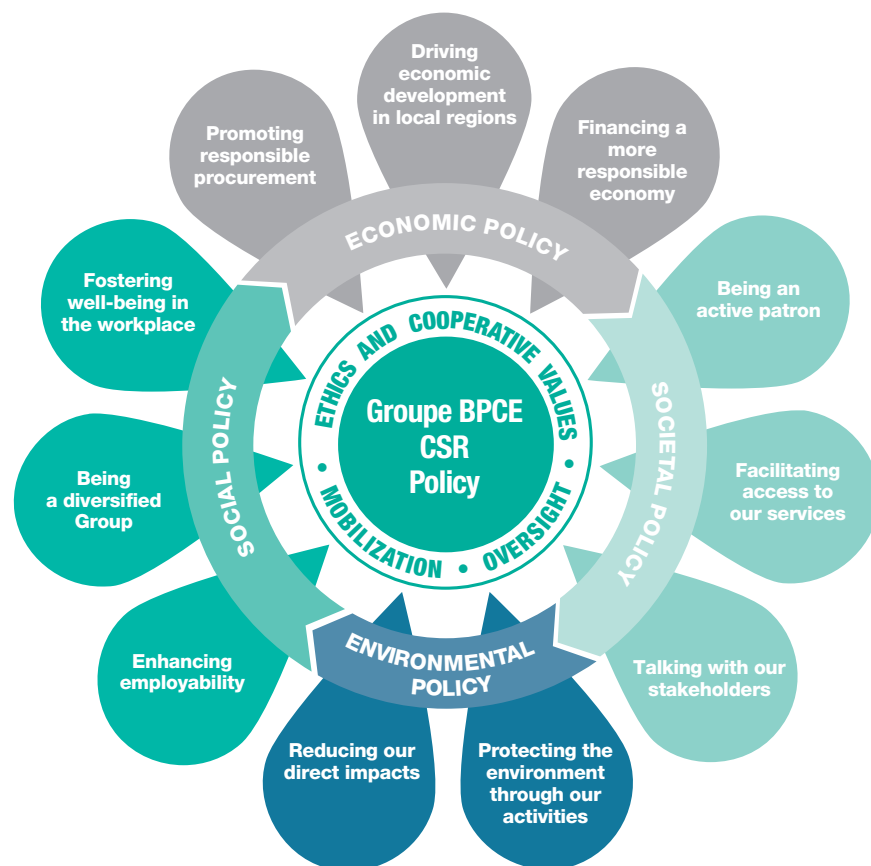 Driving
economic
development
in local regions
Promoting
responsible
procurement
Financing a
more
responsible
economy
ECONOMIC POLICY
Fostering
well-being in
the workplace
Being an
active patron
ETHICS AND COOPERATIVE VALUES •
Groupe BPCE
CSR
Policy
SOCIAL POLICY
SOCIETAL POLICY
Being
a diversified
Group
Facilitating
access to
our services
• MOBILIZATION • OVERSIGHT
Enhancing
employability
ENVIRONMENTAL
POLICY
Talking with our
stakeholders
Reducing our
direct impacts
Protecting the
environment
through our
activities